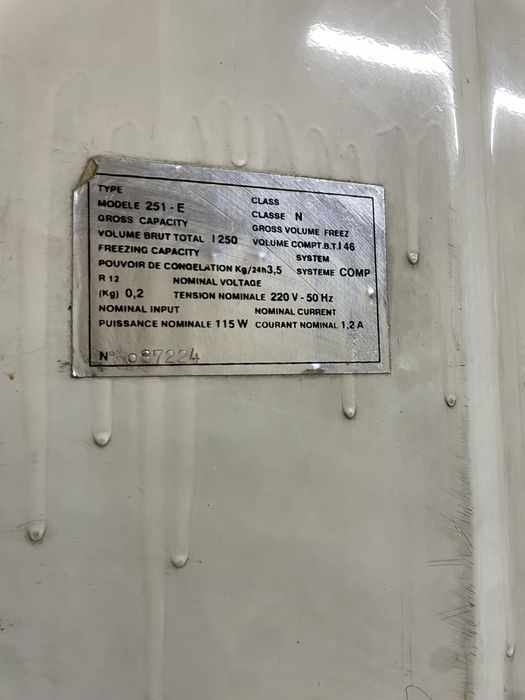 TYPE CLASS
MODELE 251 - E CLASSE N
GROSS CAPACITY GROSS VOLUME FREEZ
VOLUME BRUT TOTAL l 250 VOLUME COMPT.B.T.l 46
FREEZING CAPACITY SYSTEM
POUVOIR DE CONGELATION Kg/24h 3,5 SYSTEME COMP
R 12 NOMINAL VOLTAGE
(Kg) 0,2 TENSION NOMINALE 220 V - 50 Hz
NOMINAL INPUT NOMINAL CURRENT
PUISSANCE NOMINALE 115 W COURANT NOMINAL 1,2 A
N° 087224